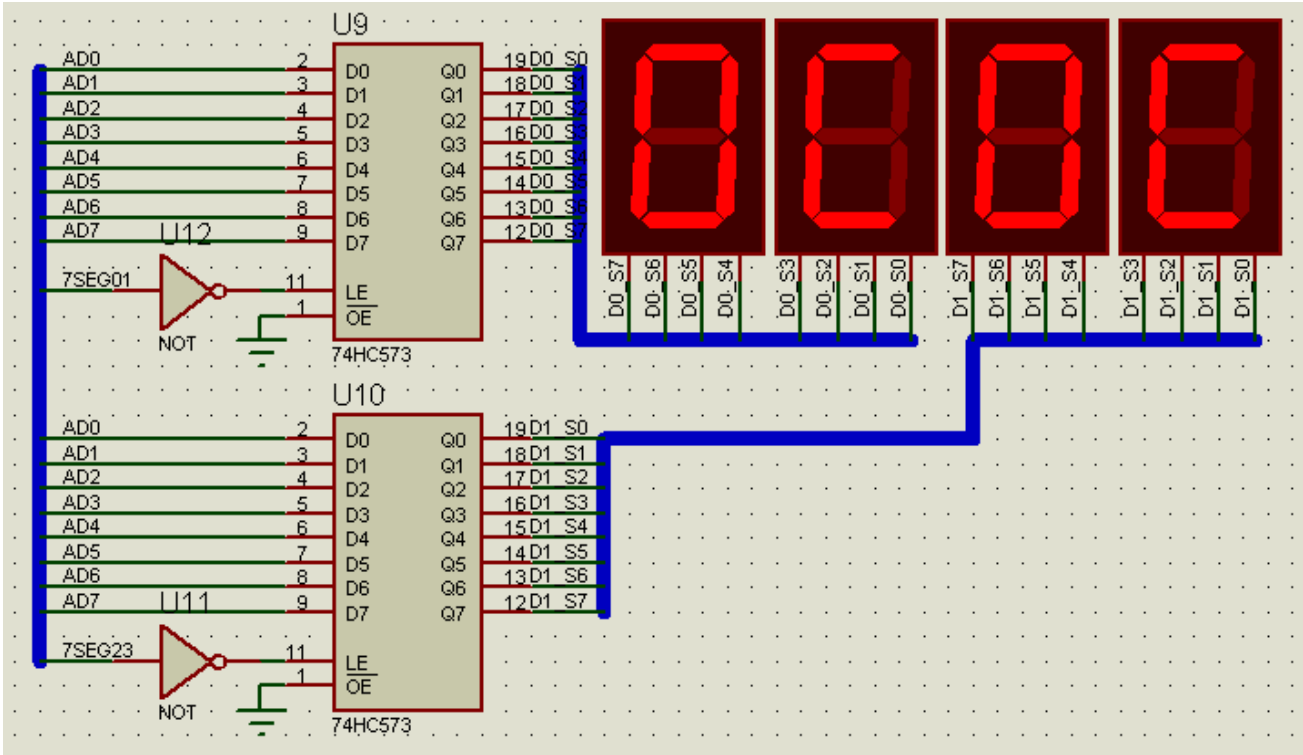 U9
AD0 2 D0 Q0 19 D0_S0
AD1 3 D1 Q1 18 D0_S1
AD2 4 D2 Q2 17 D0_S2
AD3 5 D3 Q3 16 D0_S3
AD4 6 D4 Q4 15 D0_S4
AD5 7 D5 Q5 14 D0_S5
AD6 8 D6 Q6 13 D0_S6
AD7 9 D7 Q7 12 D0_S7
U12
7SEG01 11 LE
1 OE
NOT
74HC573
0C0C
D0_S7 D0_S6 D0_S5 D0_S4 D0_S3 D0_S2 D0_S1 D0_S0 D1_S7 D1_S6 D1_S5 D1_S4 D1_S3 D1_S2 D1_S1 D1_S0
U10
AD0 2 D0 Q0 19 D1_S0
AD1 3 D1 Q1 18 D1_S1
AD2 4 D2 Q2 17 D1_S2
AD3 5 D3 Q3 16 D1_S3
AD4 6 D4 Q4 15 D1_S4
AD5 7 D5 Q5 14 D1_S5
AD6 8 D6 Q6 13 D1_S6
AD7 9 D7 Q7 12 D1_S7
U11
7SEG23 11 LE
1 OE
NOT
74HC573